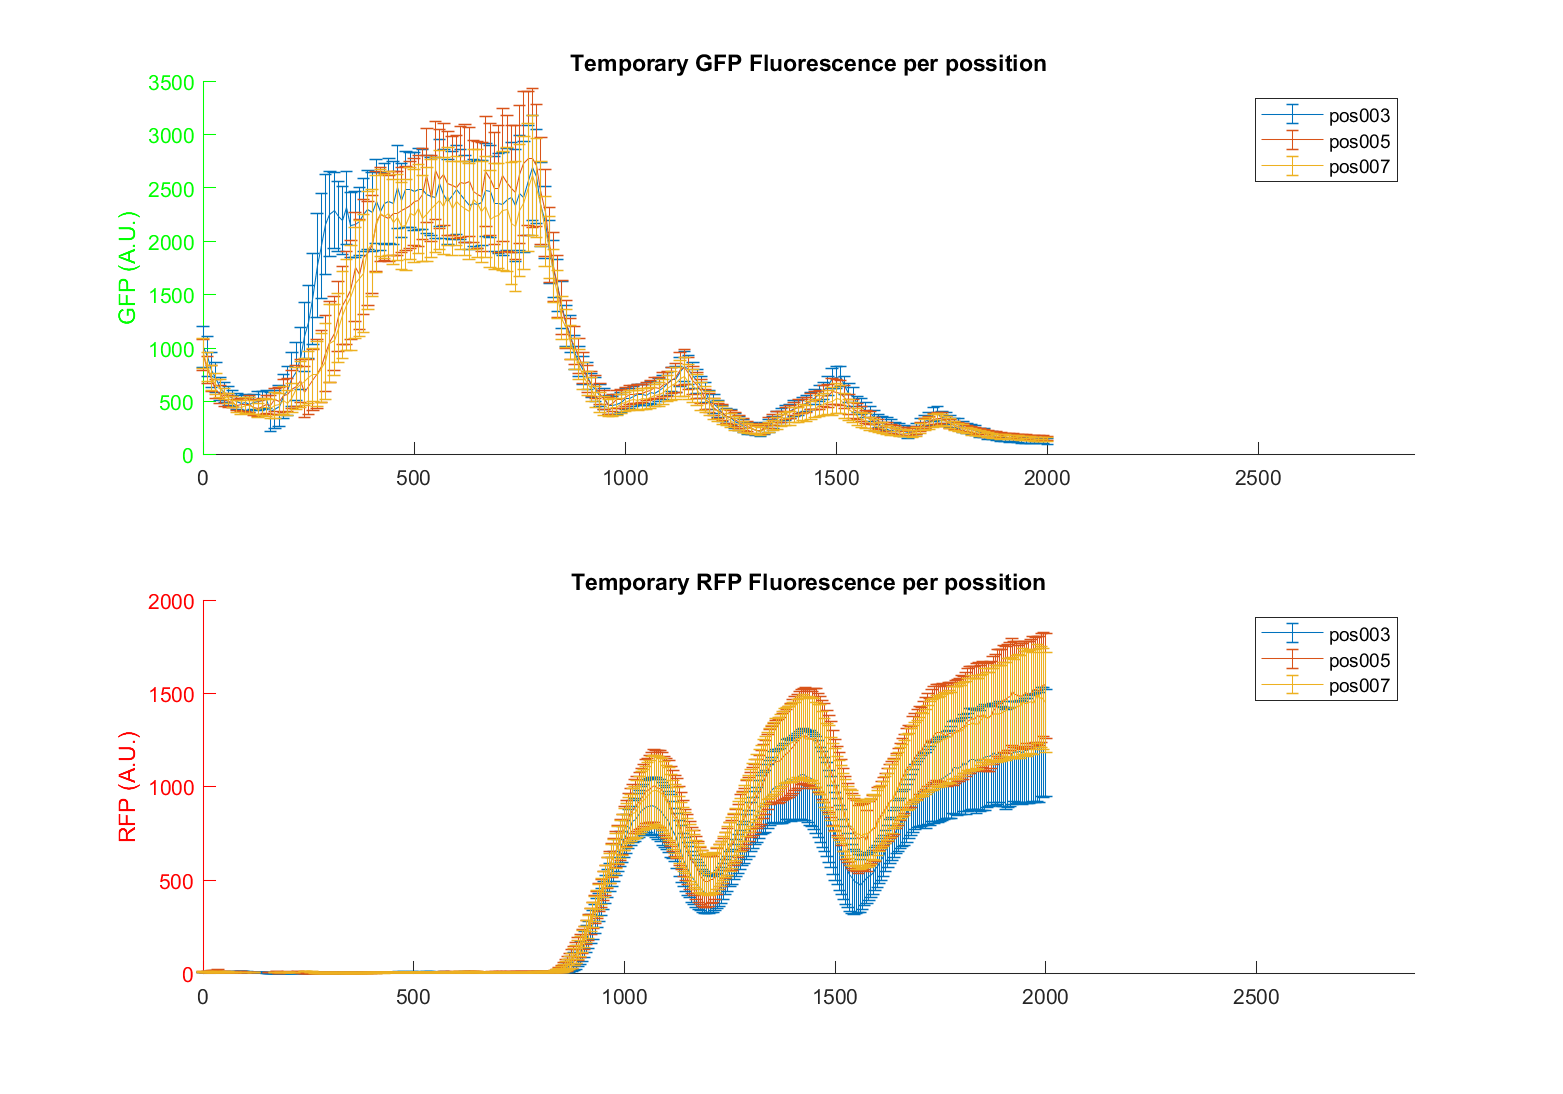 Temporary GFP Fluorescence per possition
3500
3000
2500
2000
1500
1000
500
0
GFP (A.U.)
0 500 1000 1500 2000 2500
pos003
pos005
pos007
Temporary RFP Fluorescence per possition
2000
1500
1000
500
0
RFP (A.U.)
0 500 1000 1500 2000 2500
pos003
pos005
pos007